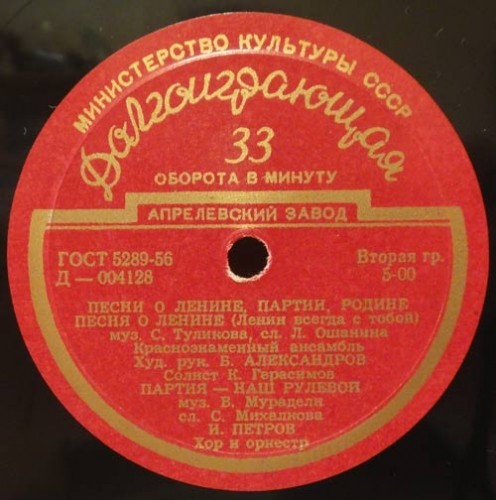 МИНИСТЕРСТВО КУЛЬТУРЫ СССР
Долгоиграющая
33
ОБОРОТА В МИНУТУ
АПРЕЛЕВСКИЙ ЗАВОД
ГОСТ 5289-56
Д — 004128
Вторая гр.
5-00
ПЕСНИ О ЛЕНИНЕ, ПАРТИИ, РОДИНЕ
ПЕСНЯ О ЛЕНИНЕ (Ленин всегда с тобой)
муз. С. Туликова, сл. Л. Ошанина
Краснознаменный ансамбль
Худ. рук. Б. АЛЕКСАНДРОВ
Солист К. Герасимов
ПАРТИЯ — НАШ РУЛЕВОЙ
муз. В. Мурадели
сл. С. Михалкова
И. ПЕТРОВ
Хор и оркестр